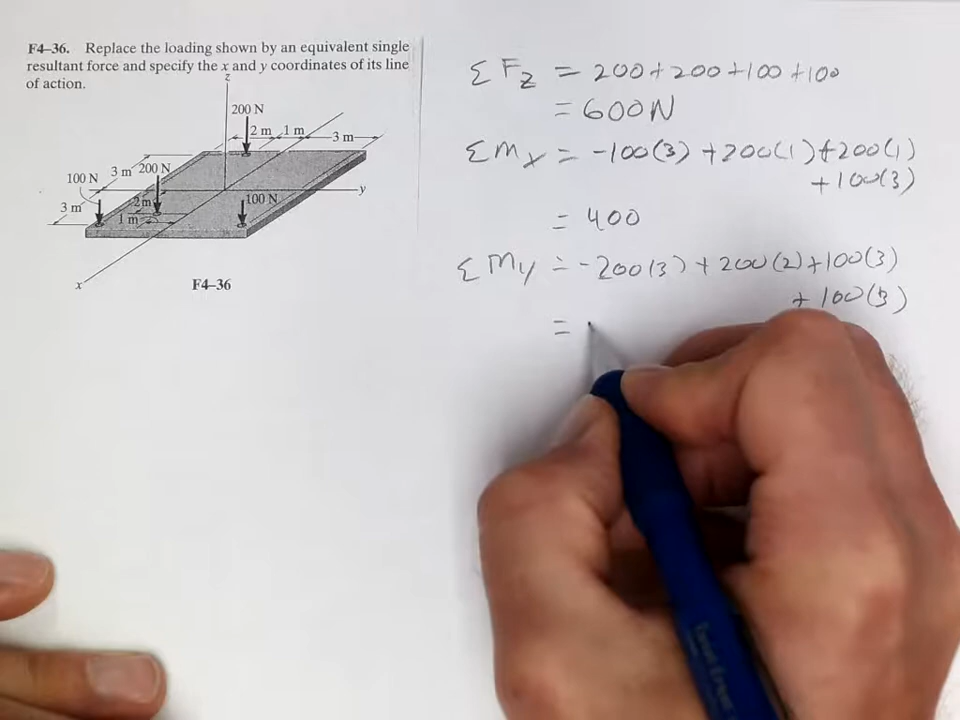 F4–36. Replace the loading shown by an equivalent single
resultant force and specify the x and y coordinates of its line
of action.
z
200 N
2 m 1 m
3 m
3 m 200 N
100 N
y
2 m
100 N
3 m
1 m
x
F4–36
ΣFz = 200+200+100+100
= 600N
ΣMx = -100(3) +200(1)+200(1)
+100(3)
= 400
ΣMy = -200(3)+200(2)+100(3)
+100(3)
=